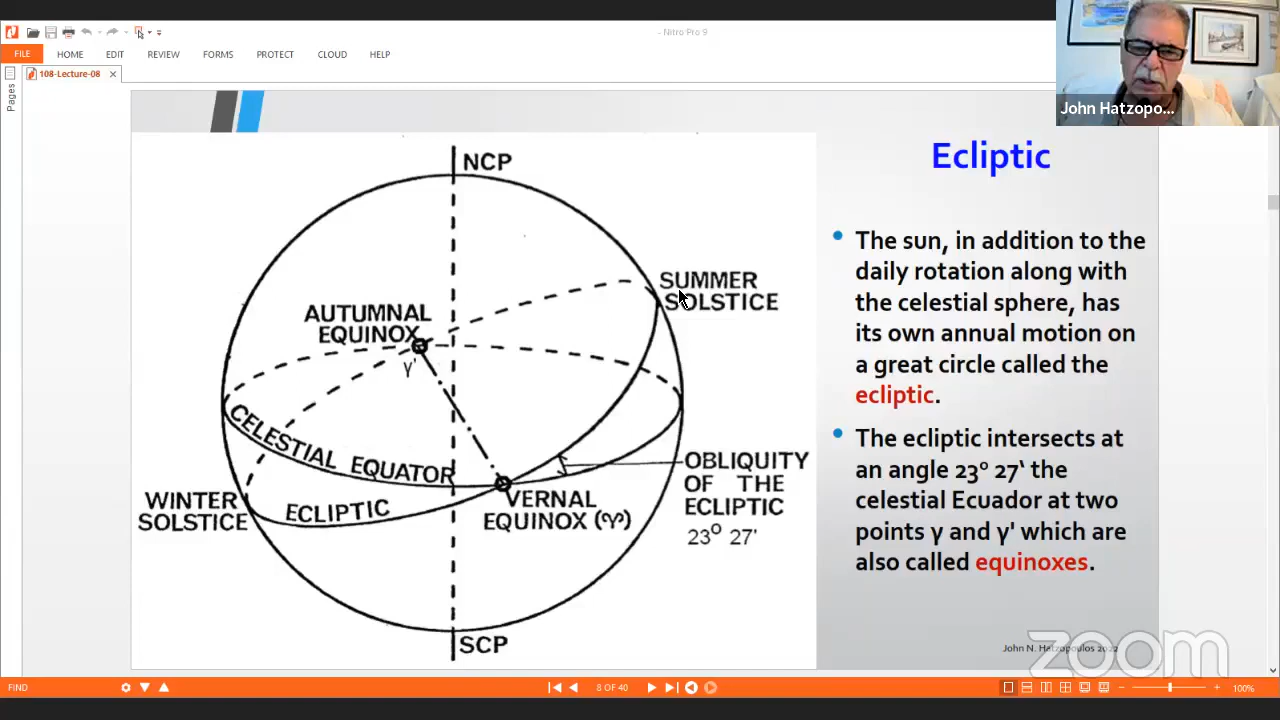 - Nitro Pro 9
FILE HOME EDIT REVIEW FORMS PROTECT CLOUD HELP
108-Lecture-08
Pages
John Hatzopo...
NCP
SUMMER
SOLSTICE
AUTUMNAL
EQUINOX
γ'
CELESTIAL EQUATOR
ECLIPTIC
WINTER
SOLSTICE
VERNAL
EQUINOX (♈)
OBLIQUITY
OF THE
ECLIPTIC
23⁰ 27'
SCP
Ecliptic
• The sun, in addition to the
daily rotation along with
the celestial sphere, has
its own annual motion on
a great circle called the
ecliptic.
• The ecliptic intersects at
an angle 23⁰ 27‛ the
celestial Ecuador at two
points γ and γ' which are
also called equinoxes.
John N. Hatzopoulos 2022
zoom
FIND
8 OF 40
100%